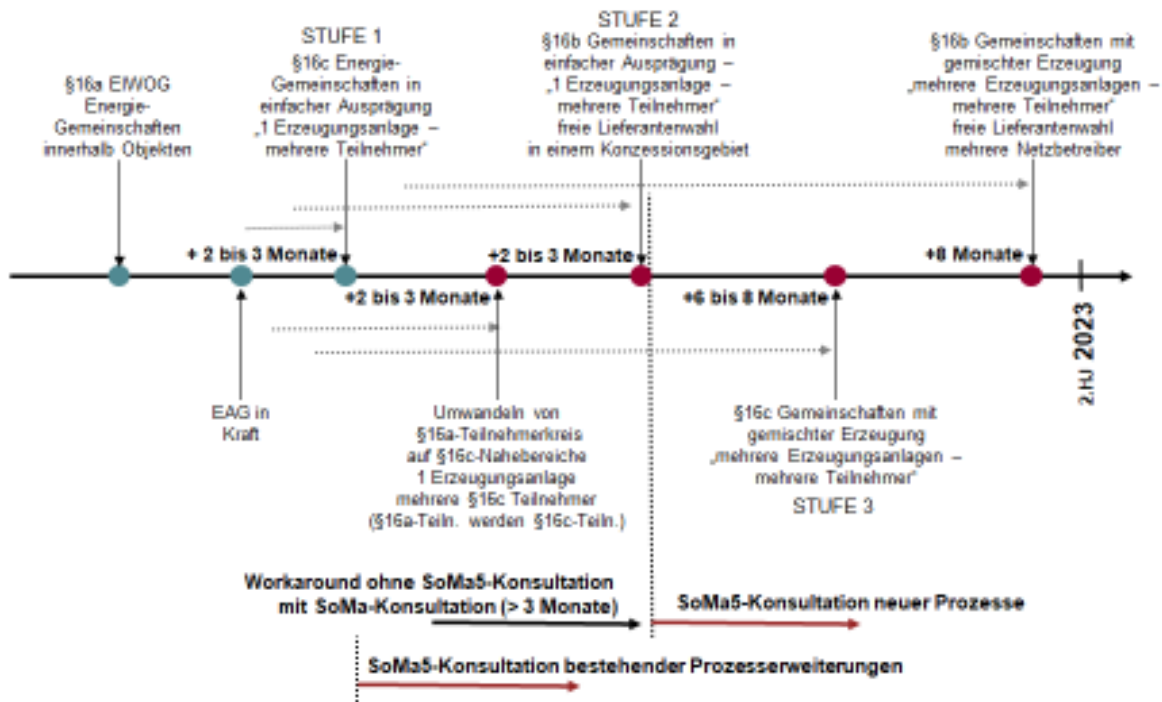 STUFE 1
§16c Energie-
Gemeinschaften in
einfacher Ausprägung
„1 Erzeugungsanlage –
mehrere Teilnehmer“
STUFE 2
§16b Gemeinschaften in
einfacher Ausprägung –
„1 Erzeugungsanlage –
mehrere Teilnehmer“
freie Lieferantenwahl
in einem Konzessionsgebiet
§16b Gemeinschaften mit
gemischter Erzeugung
„mehrere Erzeugungsanlagen –
mehrere Teilnehmer“
freie Lieferantenwahl
mehrere Netzbetreiber
§16a ElWOG
Energie-
Gemeinschaften
innerhalb Objekten
+ 2 bis 3 Monate
+2 bis 3 Monate
+8 Monate
+2 bis 3 Monate
+6 bis 8 Monate
2.HJ 2023
EAG in
Kraft
Umwandeln von
§16a-Teilnehmerkreis
auf §16c-Nahebereiche
1 Erzeugungsanlage
mehrere §16c Teilnehmer
(§16a-Teiln. werden §16c-Teiln.)
§16c Gemeinschaften mit
gemischter Erzeugung
„mehrere Erzeugungsanlagen –
mehrere Teilnehmer“
STUFE 3
Workaround ohne SoMa5-Konsultation
mit SoMa-Konsultation (> 3 Monate)
SoMa5-Konsultation neuer Prozesse
SoMa5-Konsultation bestehender Prozesserweiterungen